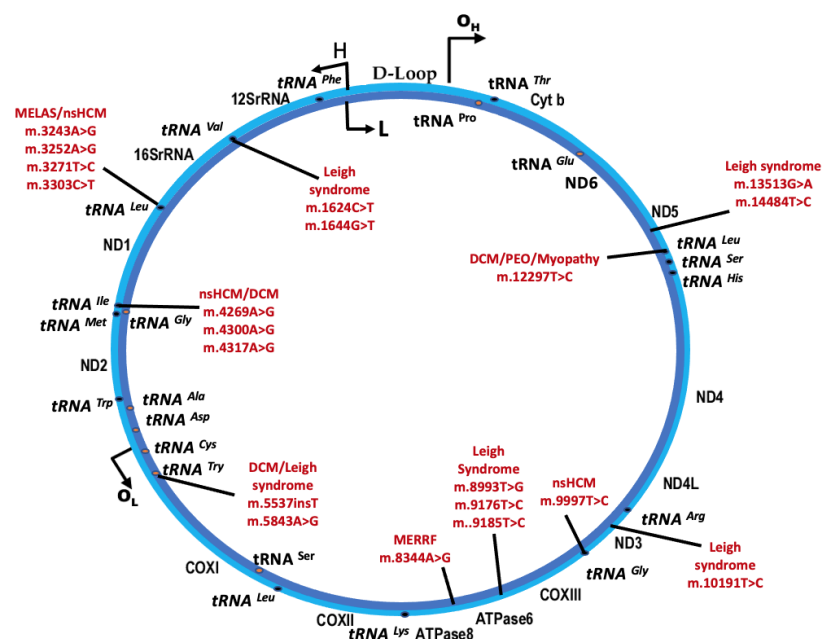 O_H
H
D-Loop
tRNA Phe
tRNA Thr
12SrRNA
Cyt b
MELAS/nsHCM
m.3243A>G
m.3252A>G
m.3271T>C
m.3303C>T
tRNA Val
L
tRNA Pro
16SrRNA
tRNA Glu
ND6
Leigh
syndrome
m.1624C>T
m.1644G>T
Leigh syndrome
m.13513G>A
m.14484T>C
tRNA Leu
ND5
ND1
DCM/PEO/Myopathy
m.12297T>C
tRNA Leu
tRNA Ser
tRNA His
tRNA Ile
tRNA Met
tRNA Gly
nsHCM/DCM
m.4269A>G
m.4300A>G
m.4317A>G
ND2
ND4
tRNA Trp
tRNA Ala
tRNA Asp
tRNA Cys
tRNA Try
O_L
DCM/Leigh
syndrome
m.5537insT
m.5843A>G
Leigh
Syndrome
m.8993T>G
m.9176T>C
m..9185T>C
nsHCM
m.9997T>C
ND4L
tRNA Arg
MERRF
m.8344A>G
ND3
Leigh
syndrome
m.10191T>C
COXI
tRNA Ser
tRNA Gly
tRNA Leu
COXIII
COXII
ATPase6
tRNA Lys
ATPase8